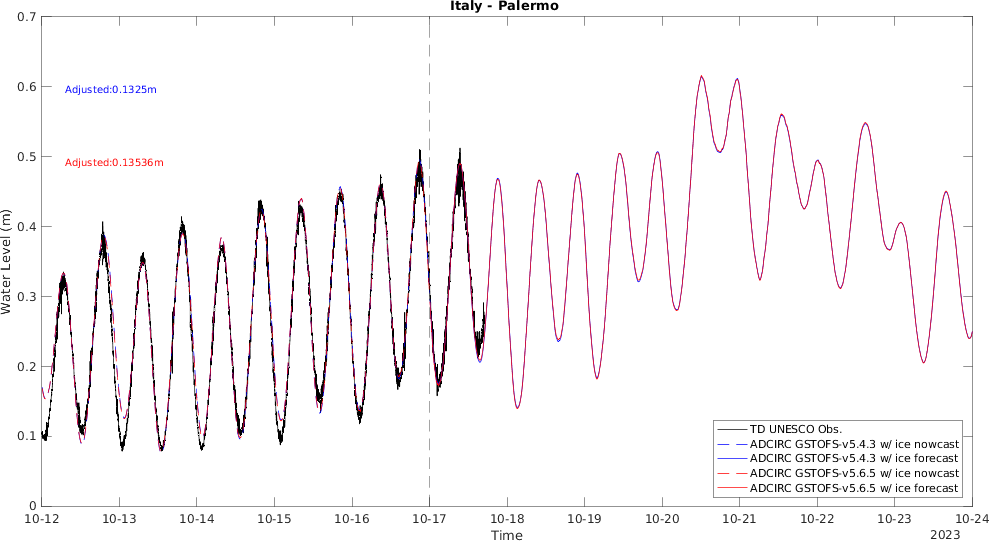 Italy - Palermo
0.7
0.6
0.5
0.4
0.3
0.2
0.1
0
Water Level (m)
Adjusted:0.1325m
Adjusted:0.13536m
TD UNESCO Obs.
ADCIRC GSTOFS-v5.4.3 w/ ice nowcast
ADCIRC GSTOFS-v5.4.3 w/ ice forecast
ADCIRC GSTOFS-v5.6.5 w/ ice nowcast
ADCIRC GSTOFS-v5.6.5 w/ ice forecast
10-12 10-13 10-14 10-15 10-16 10-17 10-18 10-19 10-20 10-21 10-22 10-23 10-24
Time
2023